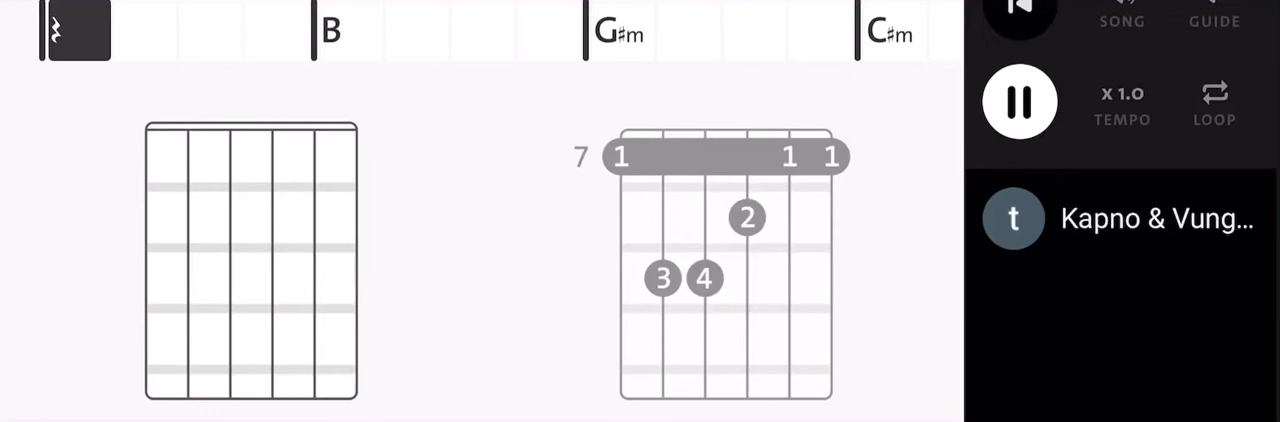 B G♯m C♯m
SONG GUIDE
x 1.0
TEMPO LOOP
7 1 1 1
2
3 4
t Kapno & Vung...